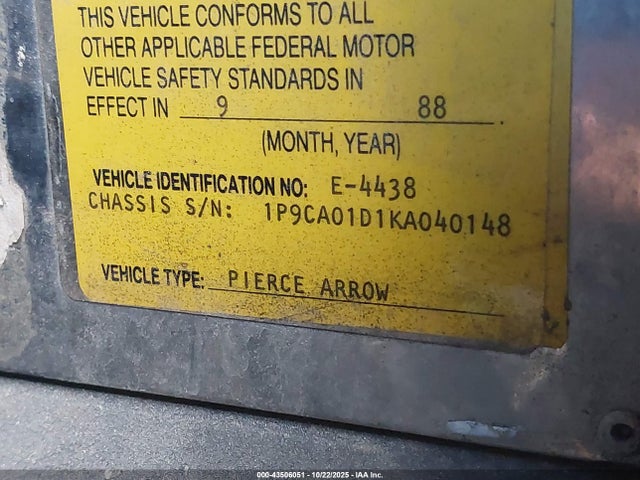 THIS VEHICLE CONFORMS TO ALL
OTHER APPLICABLE FEDERAL MOTOR
VEHICLE SAFETY STANDARDS IN
EFFECT IN 9 88
(MONTH, YEAR)
VEHICLE IDENTIFICATION NO: E-4438
CHASSIS S/N: 1P9CA01D1KA040148
VEHICLE TYPE: PIERCE ARROW
000-43506051 - 10/22/2025 - IAA Inc.